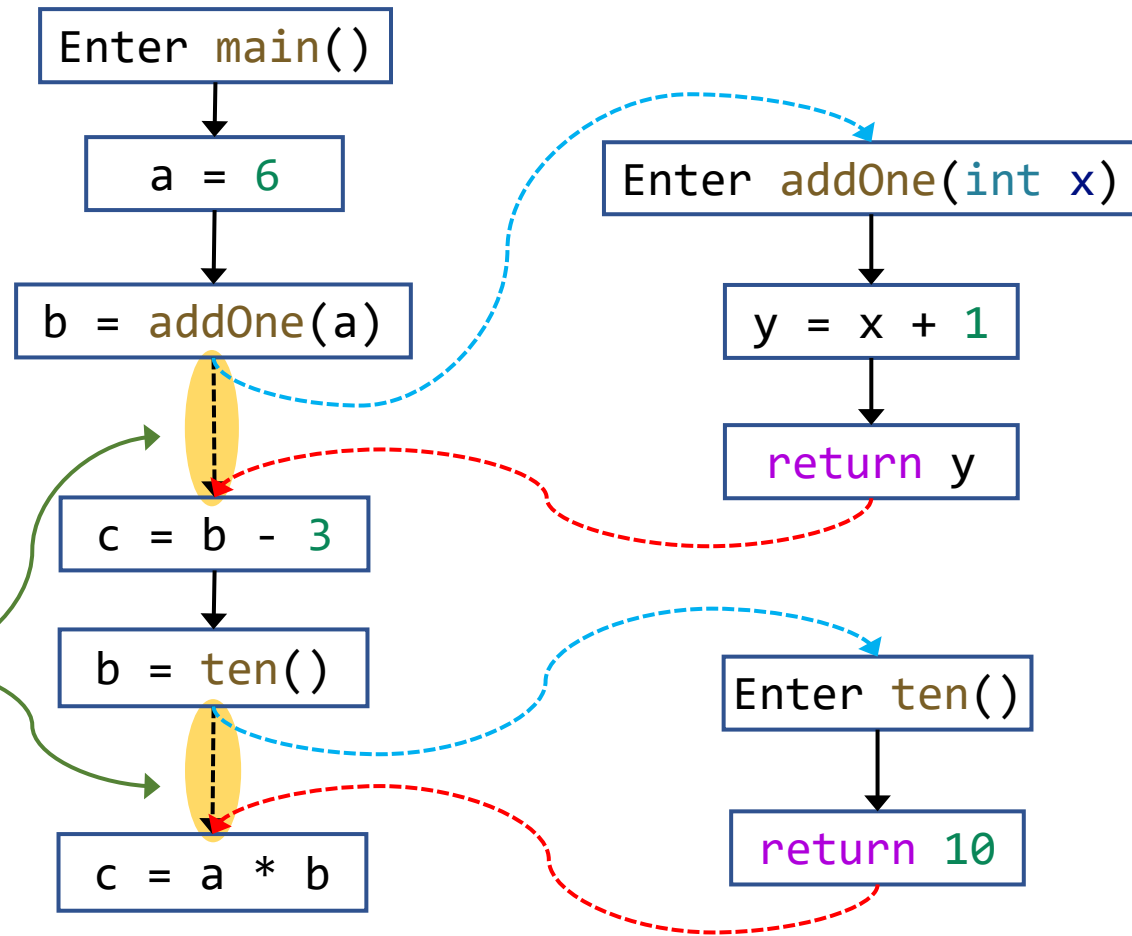 Enter main()
a = 6
b = addOne(a)
c = b - 3
b = ten()
c = a * b
Enter addOne(int x)
y = x + 1
return y
Enter ten()
return 10